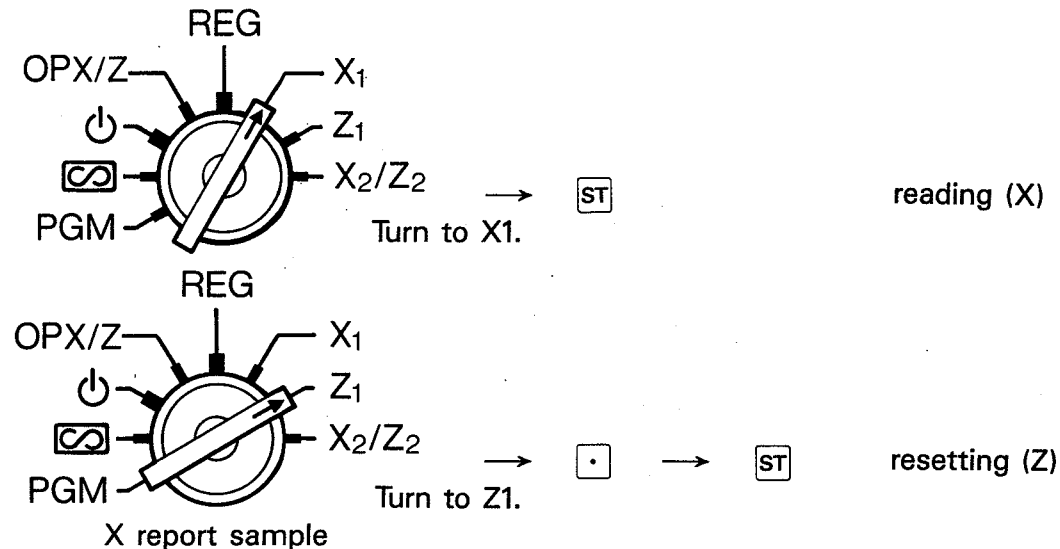 REG
OPX/Z
X1
Z1
X2/Z2
PGM
→ ST reading (X)
Turn to X1.
REG
OPX/Z
X1
Z1
X2/Z2
PGM
→ · → ST resetting (Z)
Turn to Z1.
X report sample